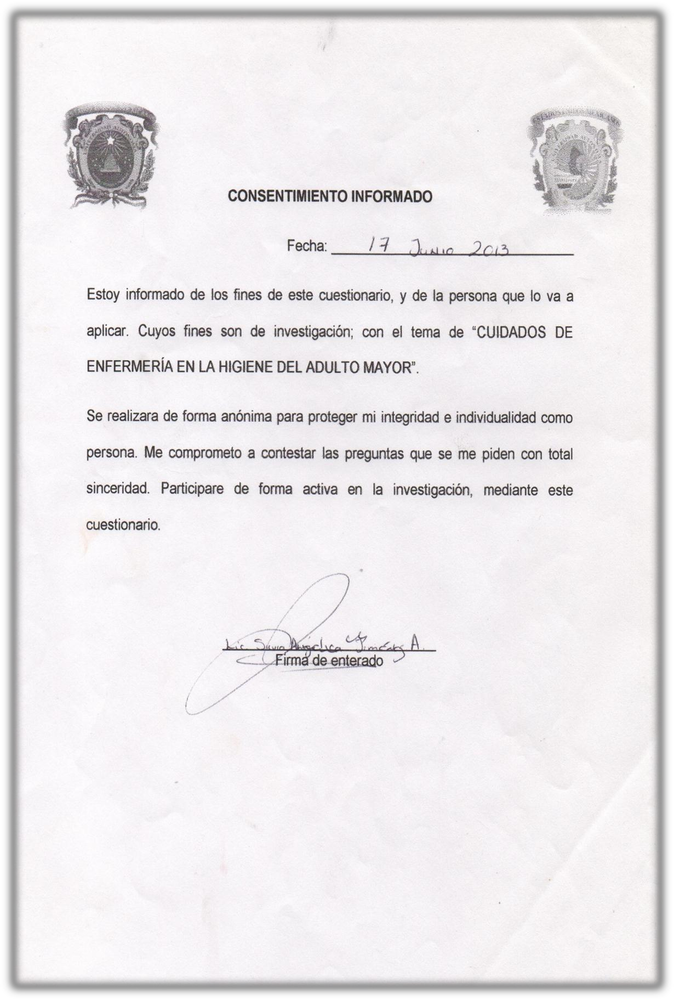 ESTADOS UNIDOS MEXICANOS
CONSENTIMIENTO INFORMADO
Fecha: 17 Junio 2013
Estoy informado de los fines de este cuestionario, y de la persona que lo va a
aplicar. Cuyos fines son de investigación; con el tema de “CUIDADOS DE
ENFERMERÍA EN LA HIGIENE DEL ADULTO MAYOR”.
Se realizara de forma anónima para proteger mi integridad e individualidad como
persona. Me comprometo a contestar las preguntas que se me piden con total
sinceridad. Participare de forma activa en la investigación, mediante este
cuestionario.
Lic Silvia Angelica Jiménez A.
Firma de enterado